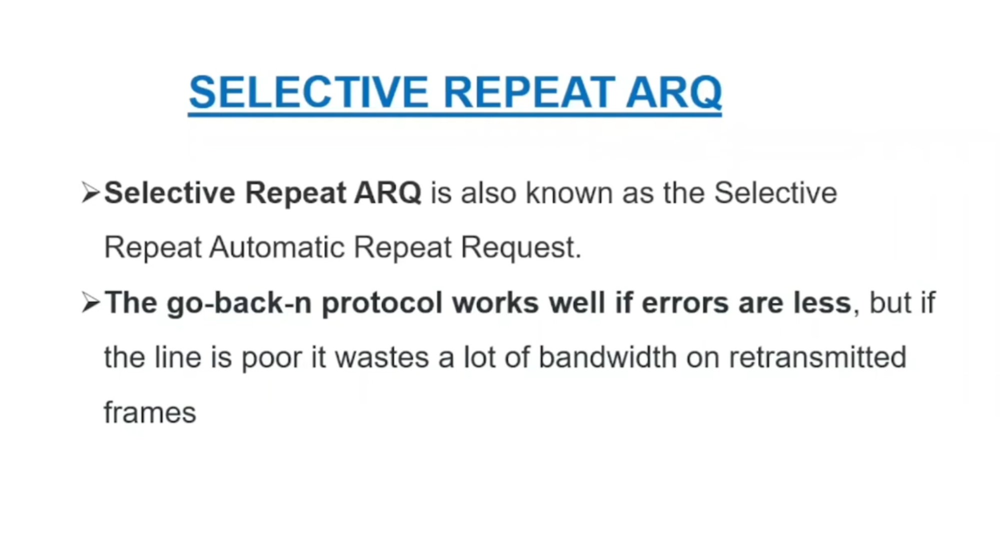 SELECTIVE REPEAT ARQ
➢Selective Repeat ARQ is also known as the Selective
Repeat Automatic Repeat Request.
➢The go-back-n protocol works well if errors are less, but if
the line is poor it wastes a lot of bandwidth on retransmitted
frames